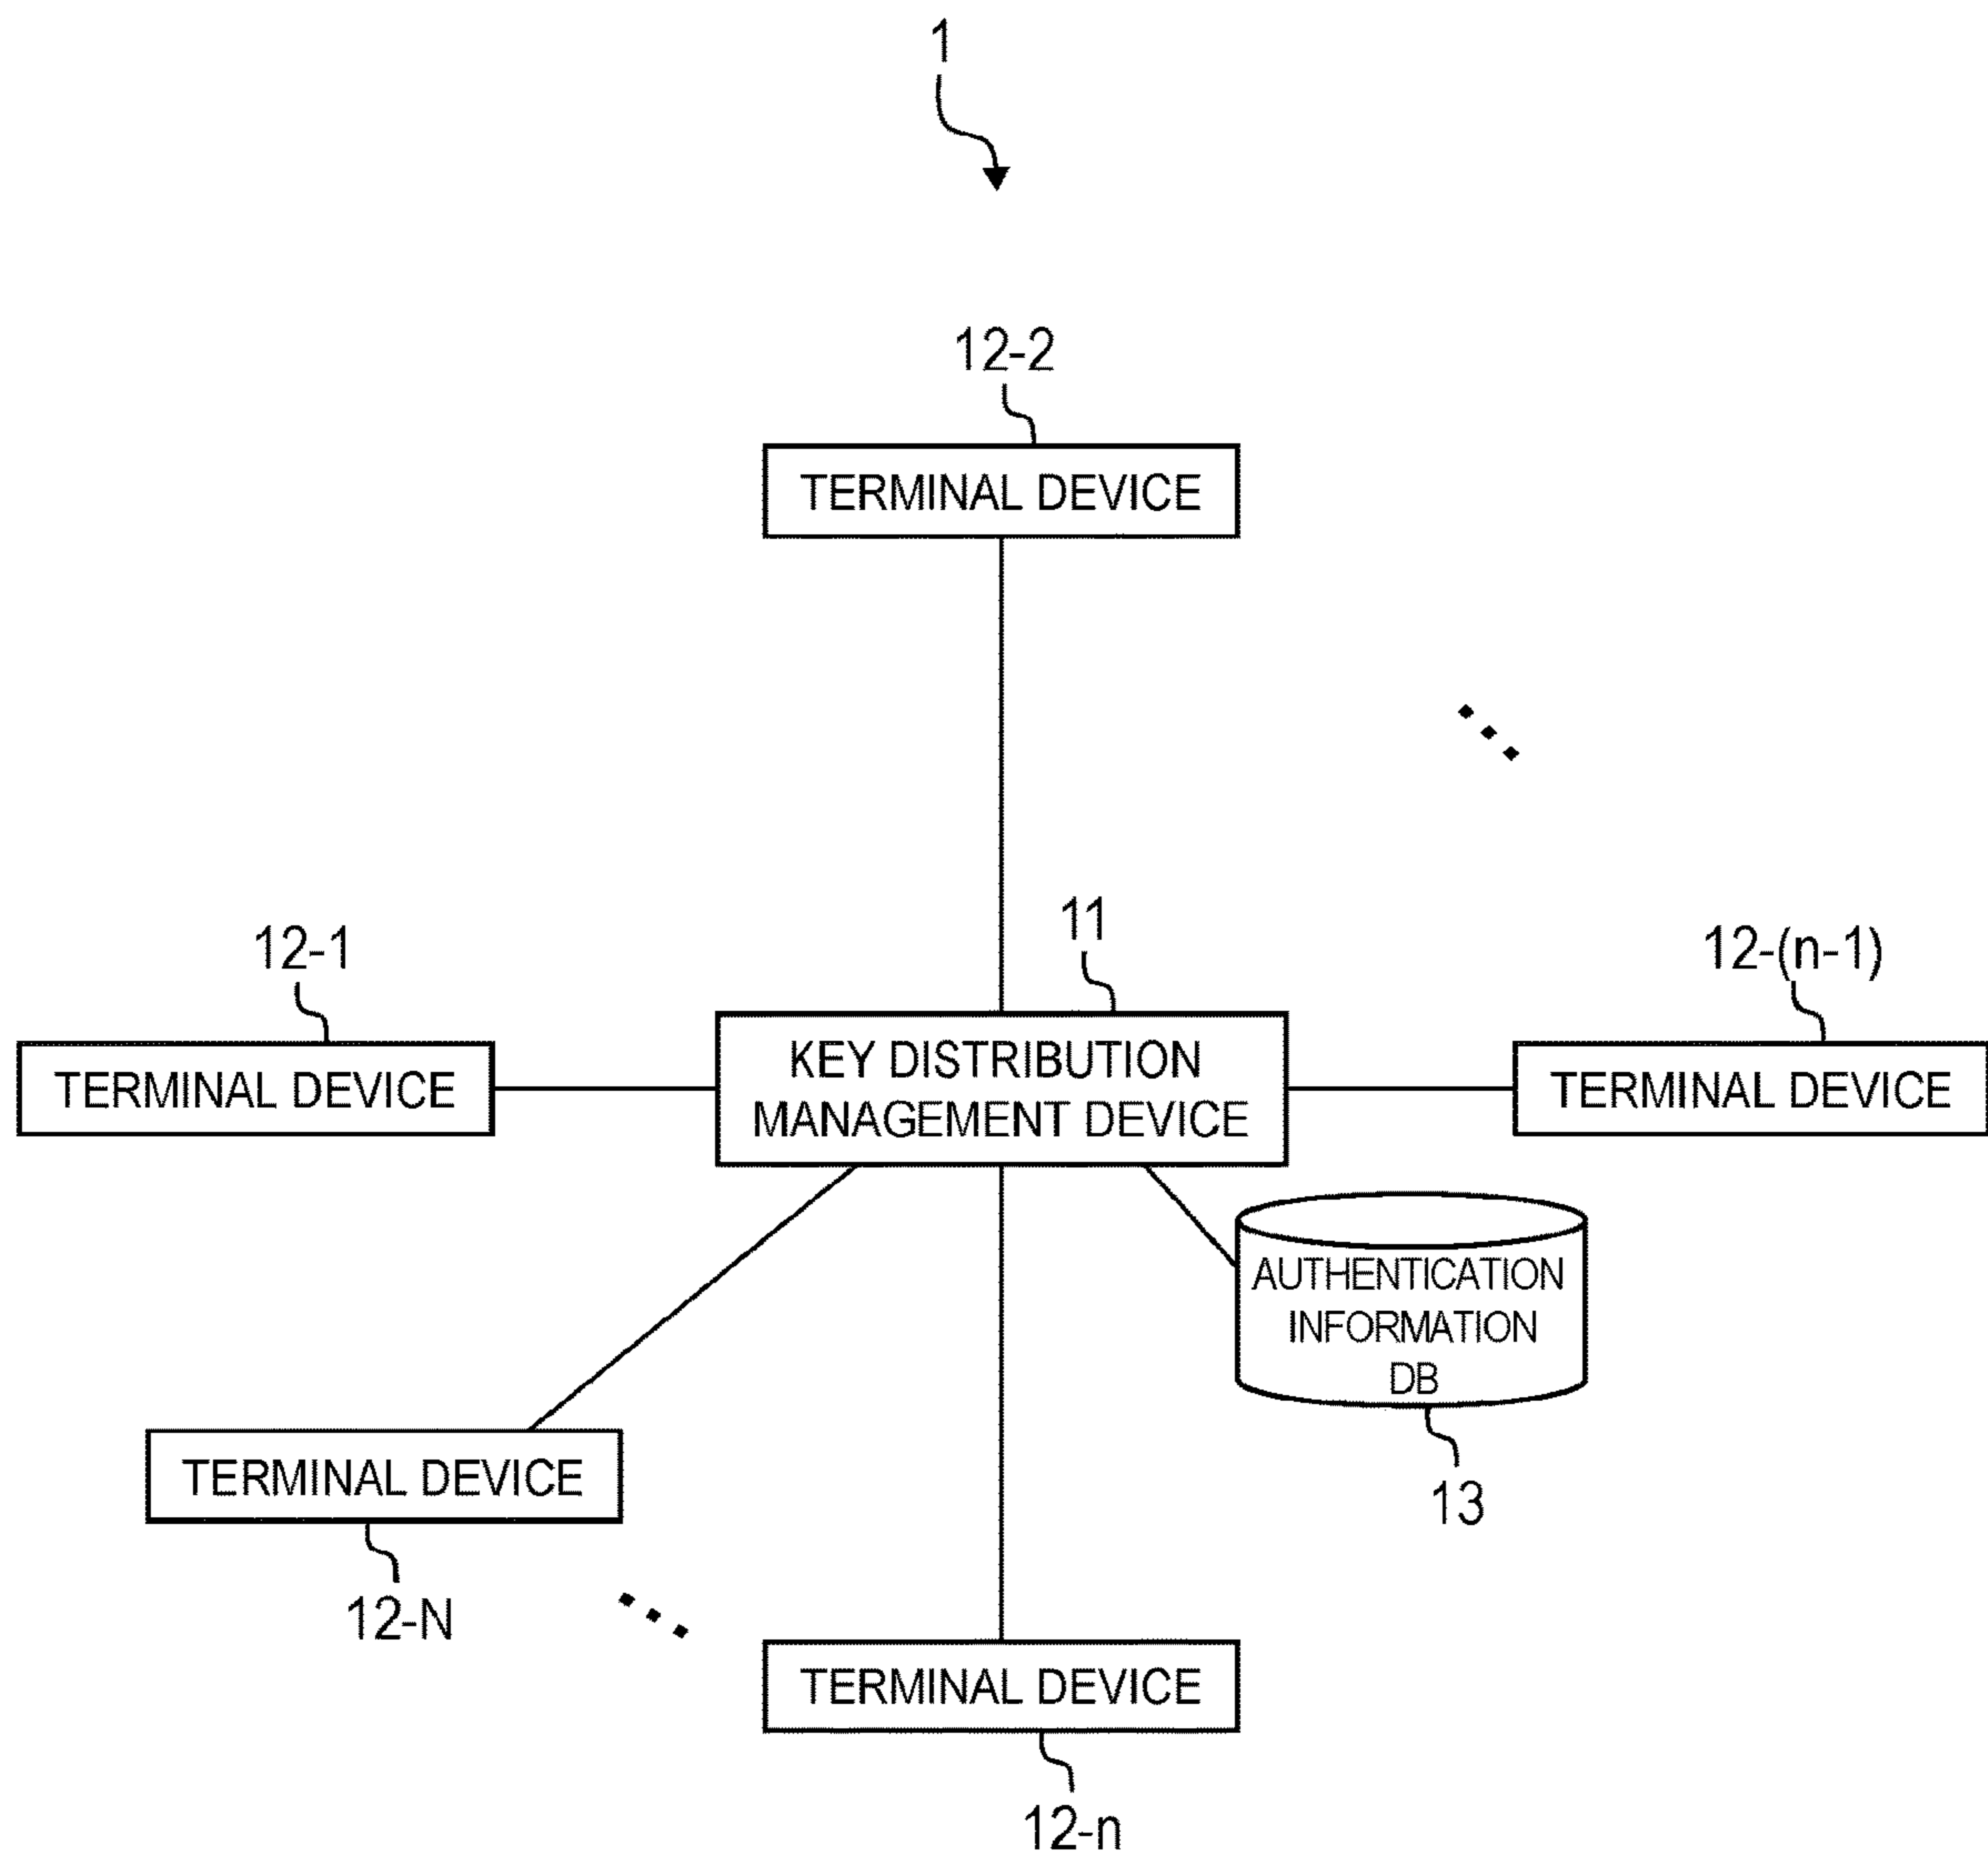 1
12-2
TERMINAL DEVICE
12-1
11
12-(n-1)
TERMINAL DEVICE
KEY DISTRIBUTION
MANAGEMENT DEVICE
TERMINAL DEVICE
AUTHENTICATION
INFORMATION
DB
13
TERMINAL DEVICE
12-N
TERMINAL DEVICE
12-n